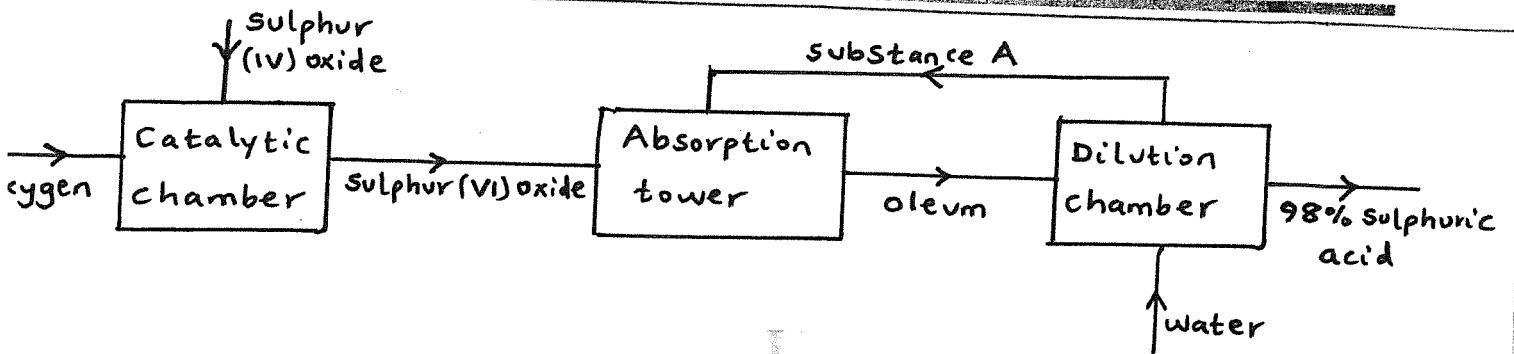 Sulphur
(IV) oxide
Substance A
Catalytic
chamber
Absorption
tower
Dilution
chamber
cygen
Sulphur (VI) oxide
oleum
98% Sulphuric
acid
water